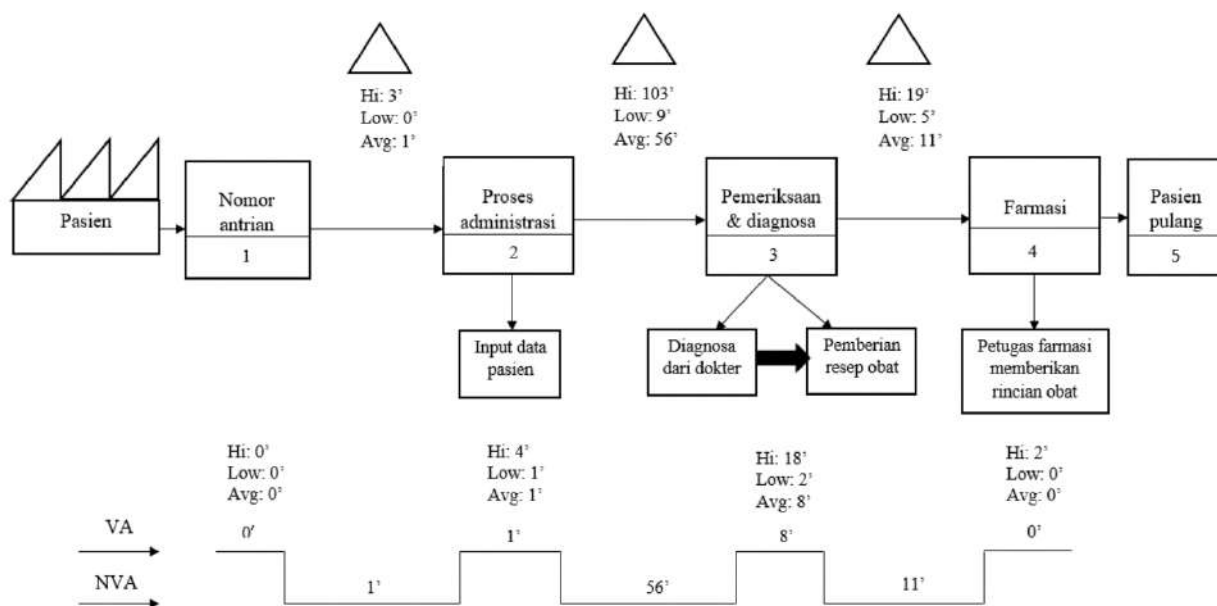 Hi: 3’
Low: 0’
Avg: 1’
Hi: 103’
Low: 9’
Avg: 56’
Hi: 19’
Low: 5’
Avg: 11’
Pasien
Nomor
antrian
1
Proses
administrasi
2
Pemeriksaan
& diagnosa
3
Farmasi
4
Pasien
pulang
5
Input data
pasien
Diagnosa
dari dokter
Pemberian
resep obat
Petugas farmasi
memberikan
rincian obat
Hi: 0’
Low: 0’
Avg: 0’
Hi: 4’
Low: 1’
Avg: 1’
Hi: 18’
Low: 2’
Avg: 8’
Hi: 2’
Low: 0’
Avg: 0’
VA
0’
1’
8’
0’
NVA
1’
56’
11’